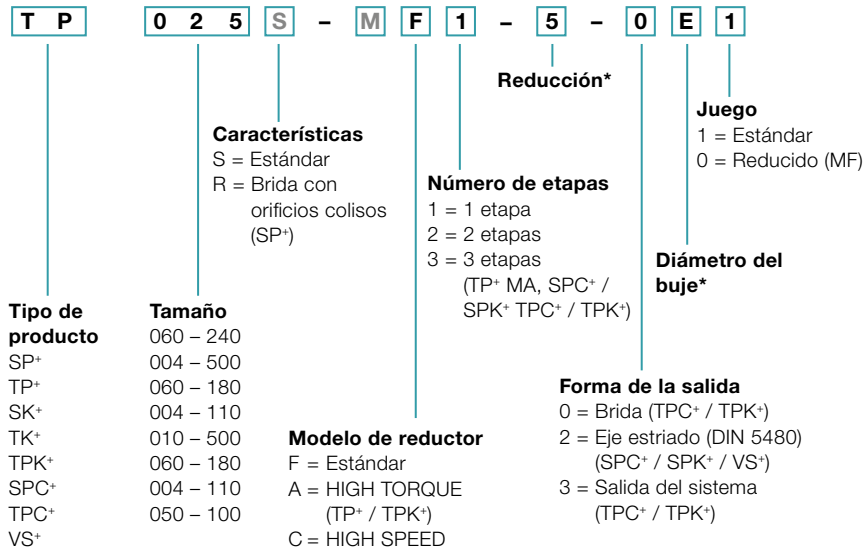 T P 0 2 5 S – M F 1 – 5 – 0 E 1
Reducción*
Juego
1 = Estándar
0 = Reducido (MF)
Características
S = Estándar
R = Brida con
orificios colisos
(SP+)
Número de etapas
1 = 1 etapa
2 = 2 etapas
3 = 3 etapas
(TP+ MA, SPC+ /
SPK+ TPC+ / TPK+)
Diámetro del
buje*
Tipo de
producto
SP+
TP+
SK+
TK+
TPK+
SPC+
TPC+
VS+
Tamaño
060 – 240
004 – 500
060 – 180
004 – 110
010 – 500
060 – 180
004 – 110
050 – 100
Modelo de reductor
F = Estándar
A = HIGH TORQUE
(TP+ / TPK+)
C = HIGH SPEED
Forma de la salida
0 = Brida (TPC+ / TPK+)
2 = Eje estriado (DIN 5480)
(SPC+ / SPK+ / VS+)
3 = Salida del sistema
(TPC+ / TPK+)